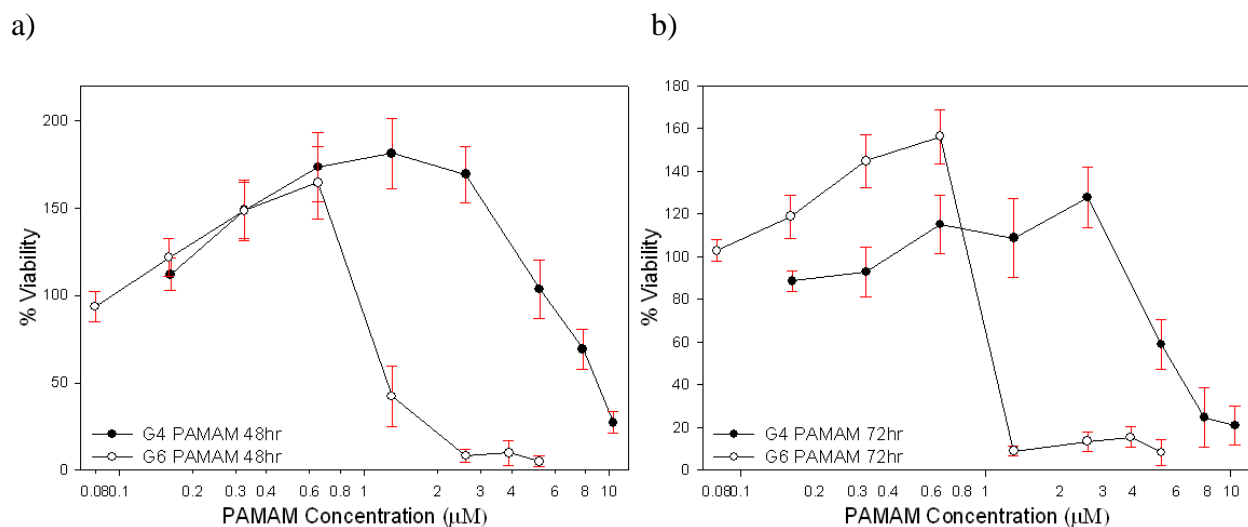 a)
b)
200
150
100
50
0
% Viability
G4 PAMAM 48hr
G6 PAMAM 48hr
0.08 0.1 0.2 0.3 0.4 0.6 0.8 1 2 3 4 6 8 10
PAMAM Concentration (µM)
180
160
140
120
100
80
60
40
20
0
% Viability
G4 PAMAM 72hr
G6 PAMAM 72hr
0.08 0.1 0.2 0.3 0.4 0.6 0.8 1 2 3 4 6 8 10
PAMAM Concentration (µM)